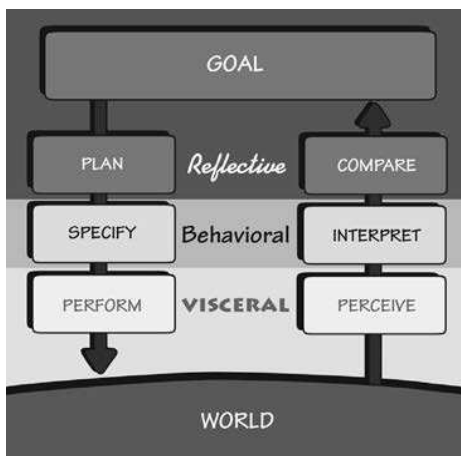 GOAL
PLAN Reflective COMPARE
SPECIFY Behavioral INTERPRET
PERFORM VISCERAL PERCEIVE
WORLD